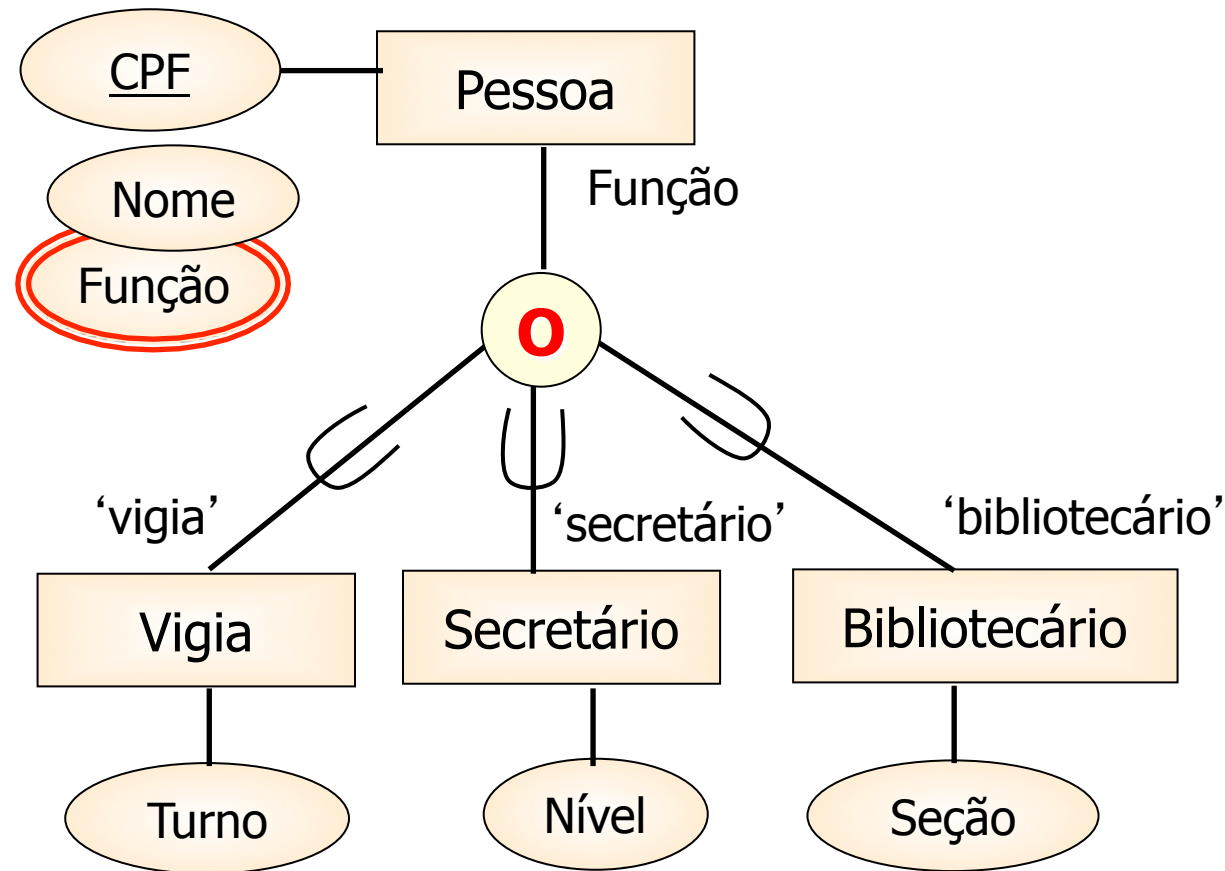 CPF
Pessoa
Nome
Função
Função
O
‘vigia’
‘secretário’
‘bibliotecário’
Vigia
Secretário
Bibliotecário
Turno
Nível
Seção